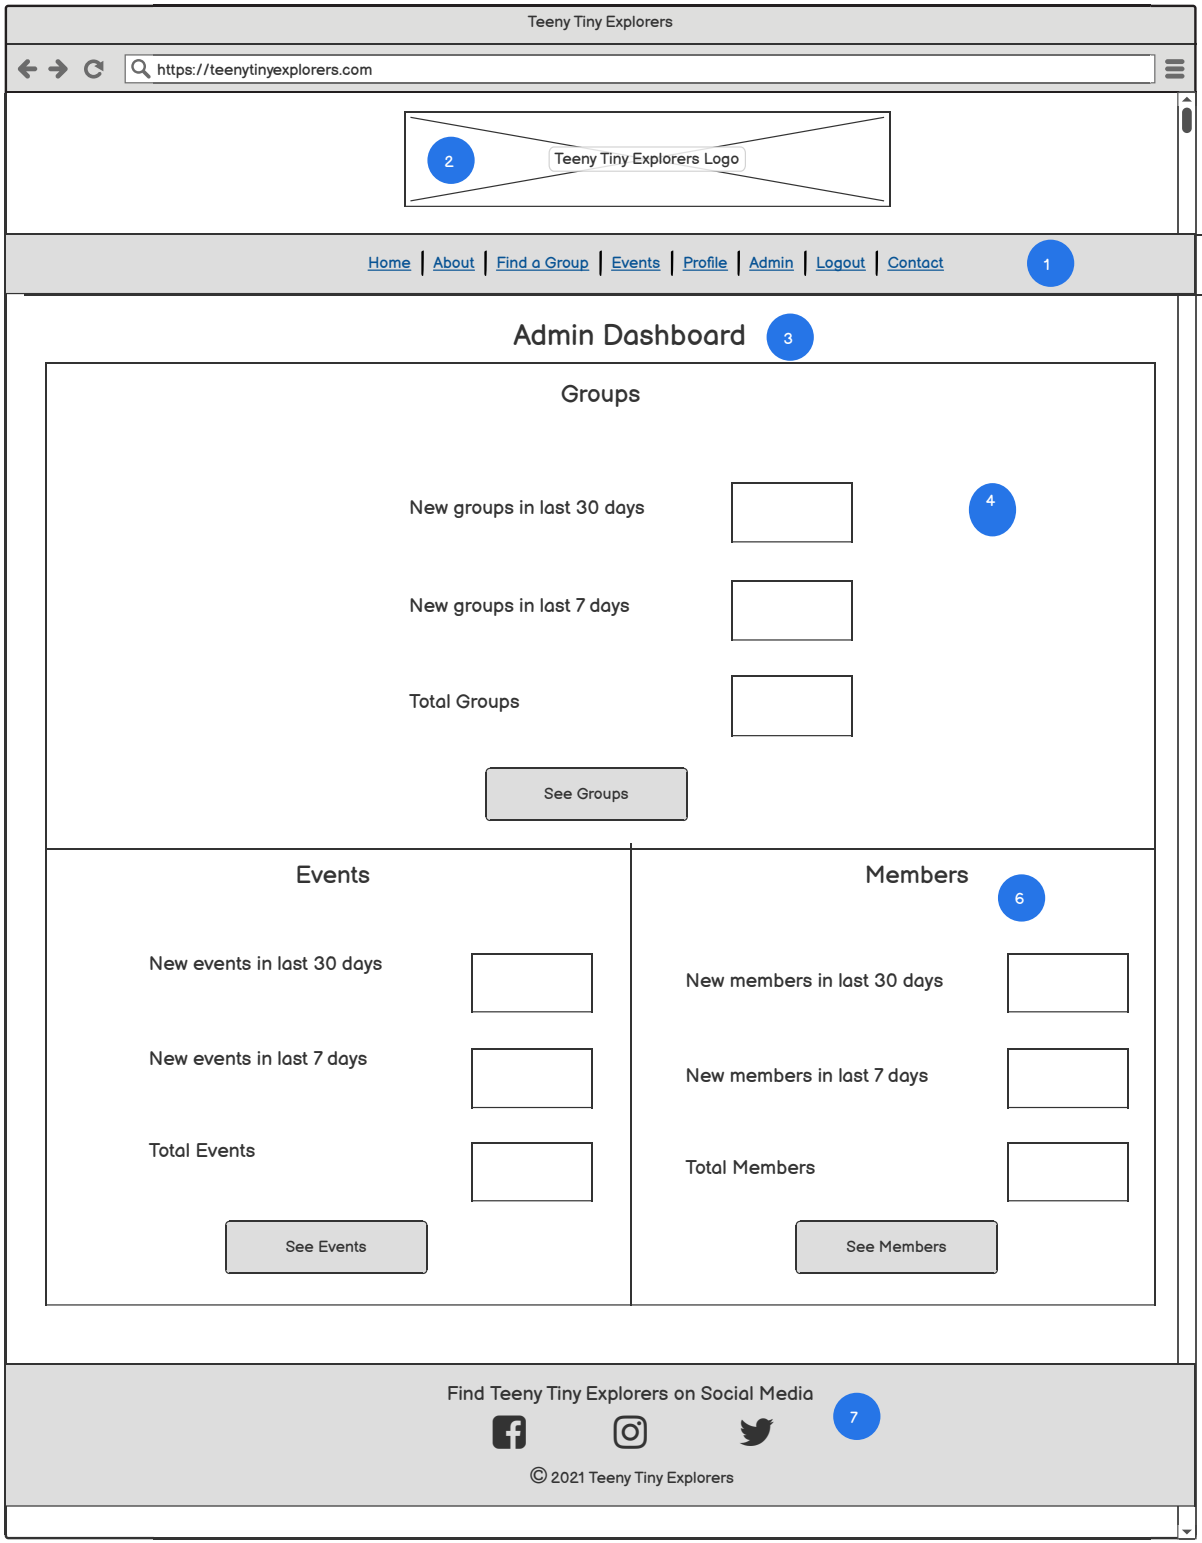 Teeny Tiny Explorers
https://teenytinyexplorers.com
2
Teeny Tiny Explorers Logo
Home | About | Find a Group | Events | Profile | Admin | Logout | Contact
1
Admin Dashboard
3
Groups
New groups in last 30 days
4
New groups in last 7 days
Total Groups
See Groups
Events
New events in last 30 days
New events in last 7 days
Total Events
See Events
Members
6
New members in last 30 days
New members in last 7 days
Total Members
See Members
Find Teeny Tiny Explorers on Social Media
7
© 2021 Teeny Tiny Explorers